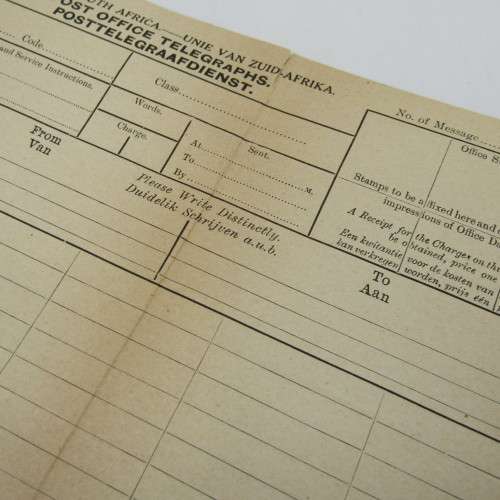 SOUTH AFRICA—UNIE VAN ZUID-AFRIKA.
POST OFFICE TELEGRAPHS.
POSTTELEGRAAFDIENST.
Code
and Service Instructions.
Class
Words.
Charge.
Sent.
At
To M.
By
No. of Message
Office
Stamps to be affixed here and
impressions of Office
A Receipt for the Charges on
be obtained, price one
Een kwitantie voor de kosten van
kan verkregen worden, prijs één
From
Van
Please Write Distinctly.
Duidelik Schrijven a.u.b.
To
Aan